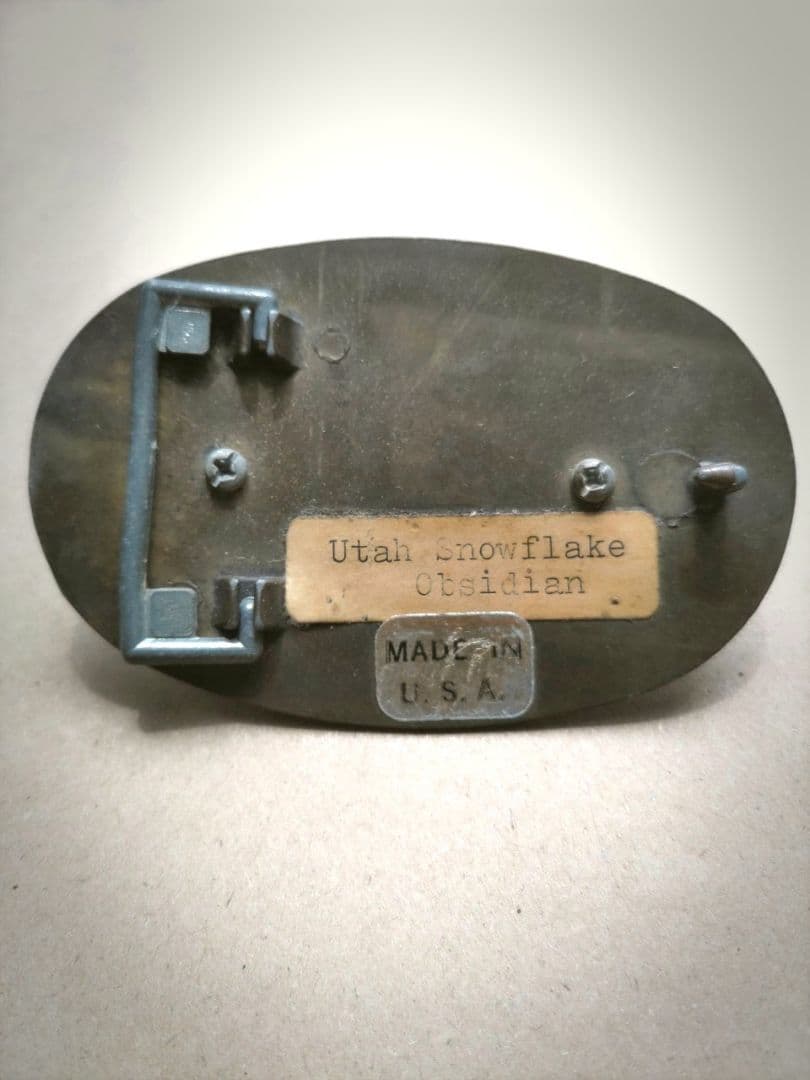 Utah Snowflake
Obsidian
MADE IN
U. S. A.